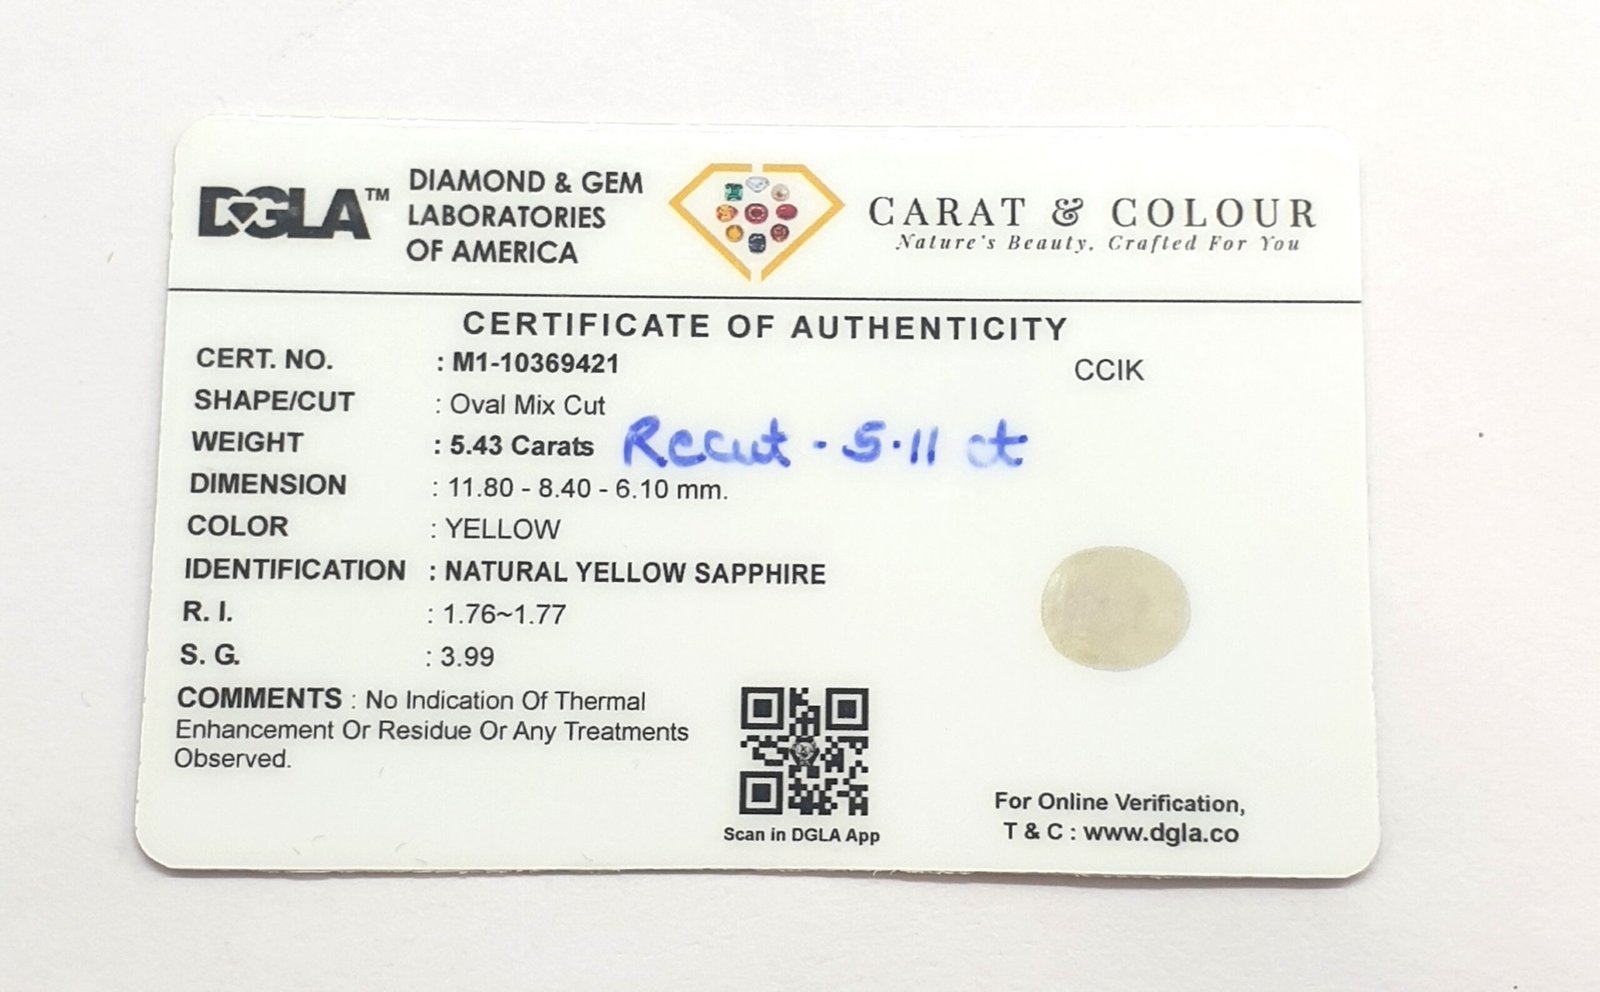 DGLA™ DIAMOND & GEM
LABORATORIES
OF AMERICA
CARAT & COLOUR
Nature's Beauty, Crafted For You
CERTIFICATE OF AUTHENTICITY
CERT. NO. : M1-10369421 CCIK
SHAPE/CUT : Oval Mix Cut
WEIGHT : 5.43 Carats Recut - 5.11 ct
DIMENSION : 11.80 - 8.40 - 6.10 mm.
COLOR : YELLOW
IDENTIFICATION : NATURAL YELLOW SAPPHIRE
R. I. : 1.76~1.77
S. G. : 3.99
COMMENTS : No Indication Of Thermal
Enhancement Or Residue Or Any Treatments
Observed.
Scan in DGLA App
For Online Verification,
T & C : www.dgla.co